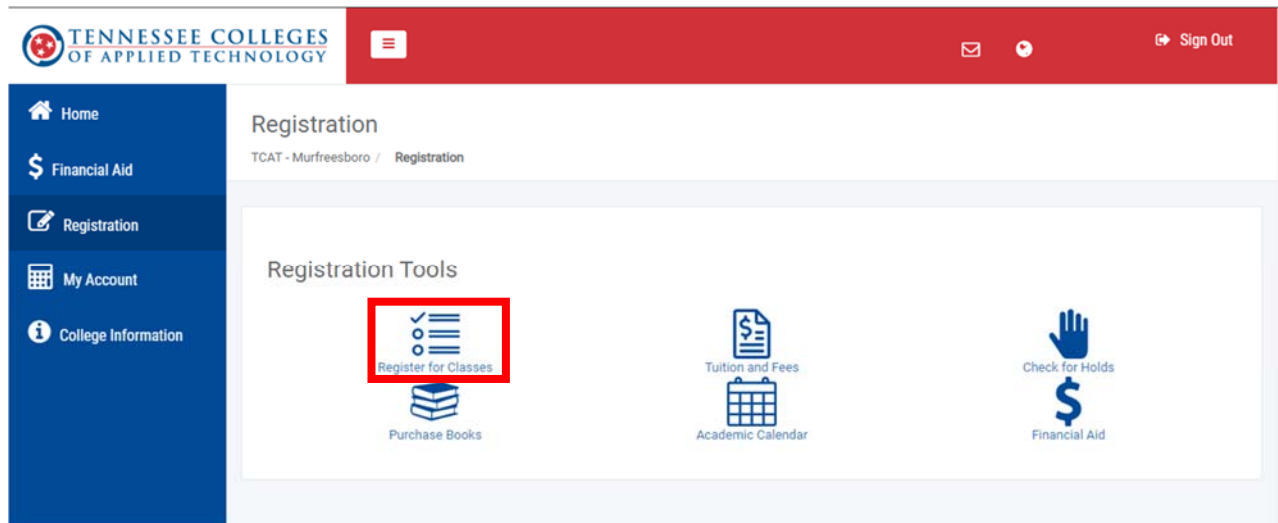 TENNESSEE COLLEGES
OF APPLIED TECHNOLOGY
Sign Out
Home
Financial Aid
Registration
My Account
College Information
Registration
TCAT - Murfreesboro / Registration
Registration Tools
Register for Classes
Tuition and Fees
Check for Holds
Purchase Books
Academic Calendar
Financial Aid